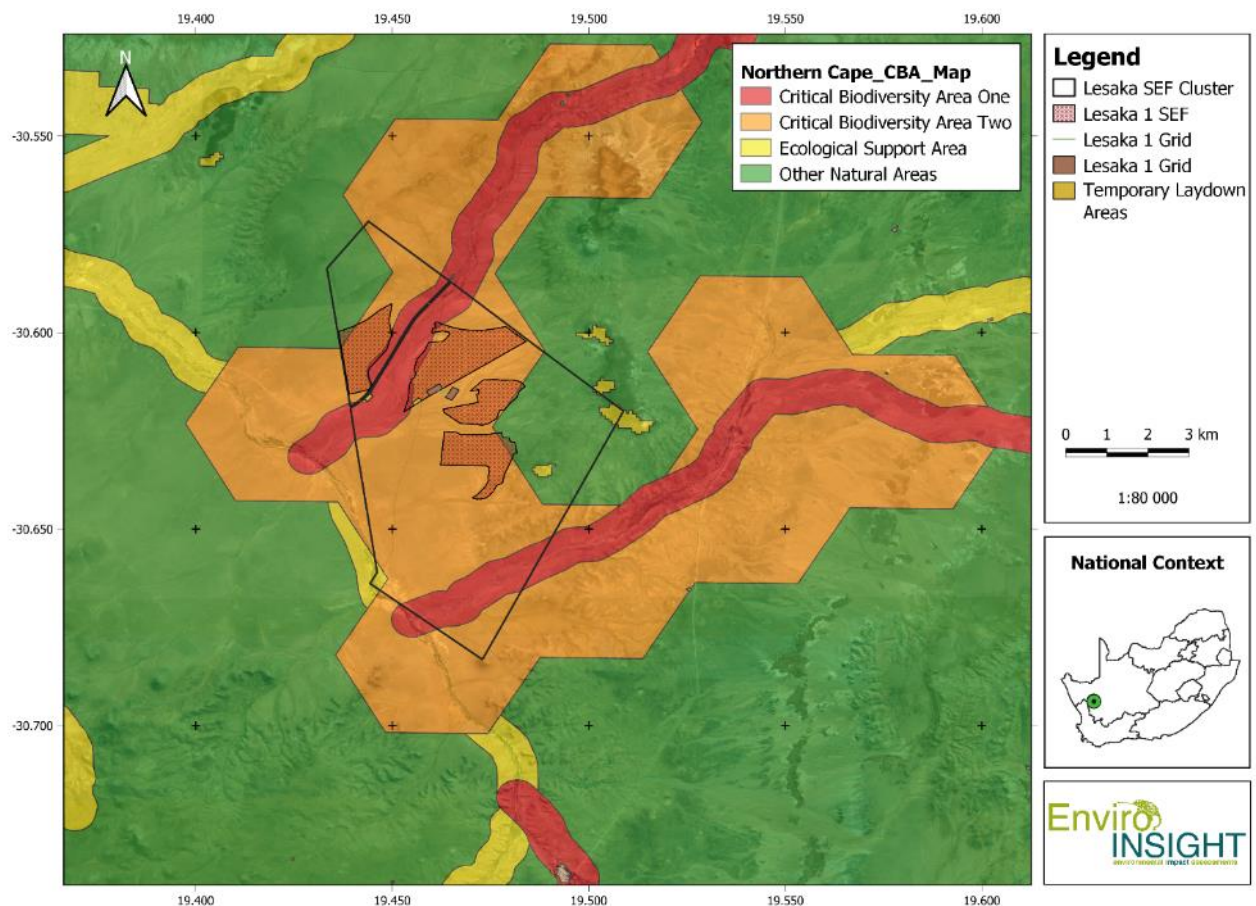 19.400 19.450 19.500 19.550 19.600
N
Northern Cape_CBA_Map
Critical Biodiversity Area One
Critical Biodiversity Area Two
Ecological Support Area
Other Natural Areas
-30.550
-30.600
-30.650
-30.700
19.400 19.450 19.500 19.550 19.600
Legend
Lesaka SEF Cluster
Lesaka 1 SEF
Lesaka 1 Grid
Lesaka 1 Grid
Temporary Laydown
Areas
0 1 2 3 km
1:80 000
National Context
Enviro
INSIGHT
environmental impact assessments